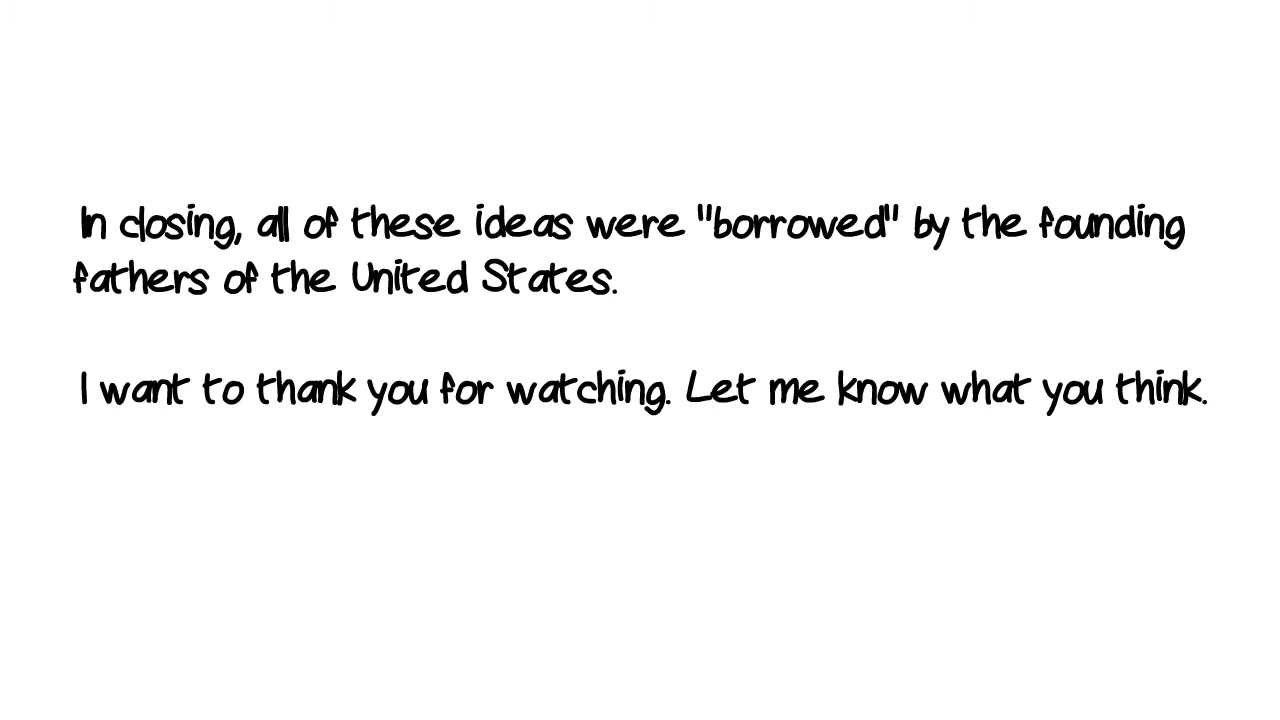 In closing, all of these ideas were "borrowed" by the founding
fathers of the United States.
I want to thank you for watching. Let me know what you think.